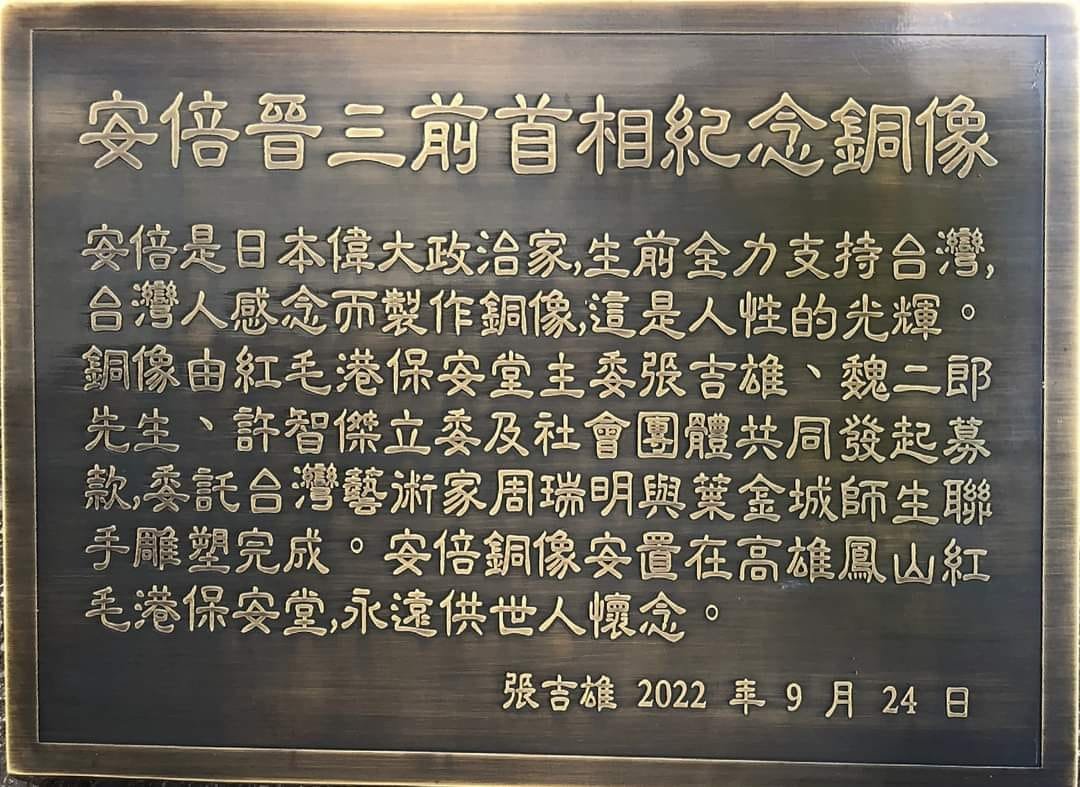 安倍晉三前首相紀念銅像
安倍是日本偉大政治家,生前全力支持台灣,
台灣人感念而製作銅像,這是人性的光輝。
銅像由紅毛港保安堂主委張吉雄、魏二郎
先生、許智傑立委及社會團體共同發起募
款,委託台灣藝術家周瑞明與葉金城師生聯
手雕塑完成。安倍銅像安置在高雄鳳山紅
毛港保安堂,永遠供世人懷念。
張吉雄 2022 年 9 月 24 日